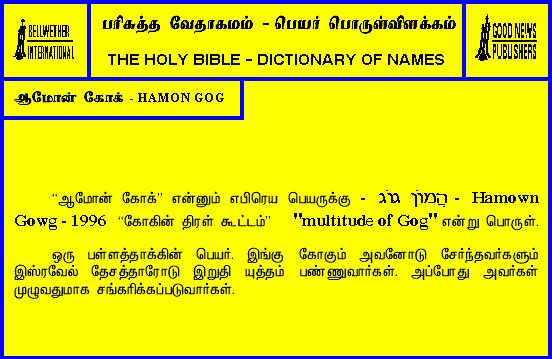 BELLWETHER
INTERNATIONAL
பரிசுத்த வேதாகமம் - பெயர் பொருள்விளக்கம்
THE HOLY BIBLE - DICTIONARY OF NAMES
GOOD NEWS
PUBLISHERS
ஆமோன் கோக் - HAMON GOG
“ஆமோன் கோக்” என்னும் எபிரெய பெயருக்கு - הֲמוֹן גּוֹג - Hamown
Gowg - 1996 “கோகின் திரள் கூட்டம்” "multitude of Gog" என்று பொருள்.
ஒரு பள்ளத்தாக்கின் பெயர். இங்கு கோகும் அவனோடு சேர்ந்தவர்களும்
இஸ்ரவேல் தேசத்தாரோடு இறுதி யுத்தம் பண்ணுவார்கள். அப்போது அவர்கள்
முழுவதுமாக சங்கரிக்கப்படுவார்கள்.